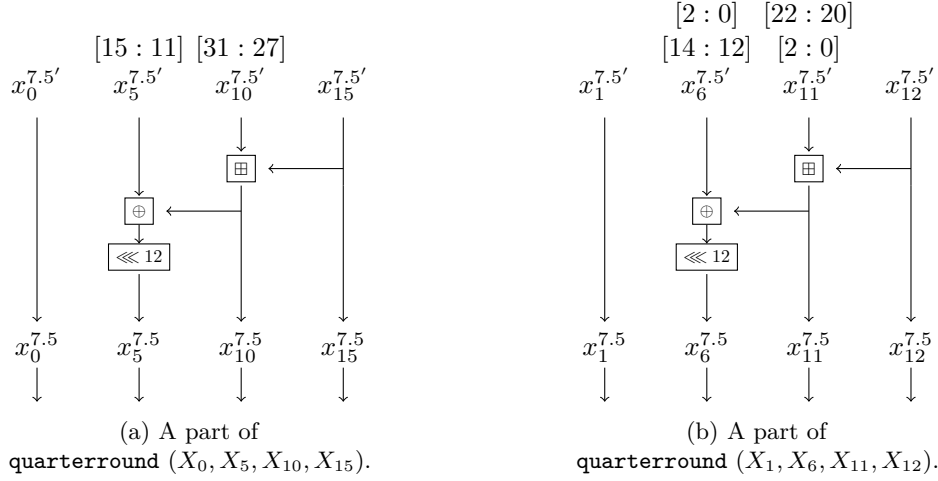 [2 : 0] [22 : 20]
[15 : 11] [31 : 27] [14 : 12] [2 : 0]
x_0^{7.5'} x_5^{7.5'} x_{10}^{7.5'} x_{15}^{7.5'} x_1^{7.5'} x_6^{7.5'} x_{11}^{7.5'} x_{12}^{7.5'}
⊞ ⊞
⊕ ⊕
⋘ 12 ⋘ 12
x_0^{7.5} x_5^{7.5} x_{10}^{7.5} x_{15}^{7.5} x_1^{7.5} x_6^{7.5} x_{11}^{7.5} x_{12}^{7.5}
(a) A part of
quarterround (X_0, X_5, X_{10}, X_{15}).
(b) A part of
quarterround (X_1, X_6, X_{11}, X_{12}).